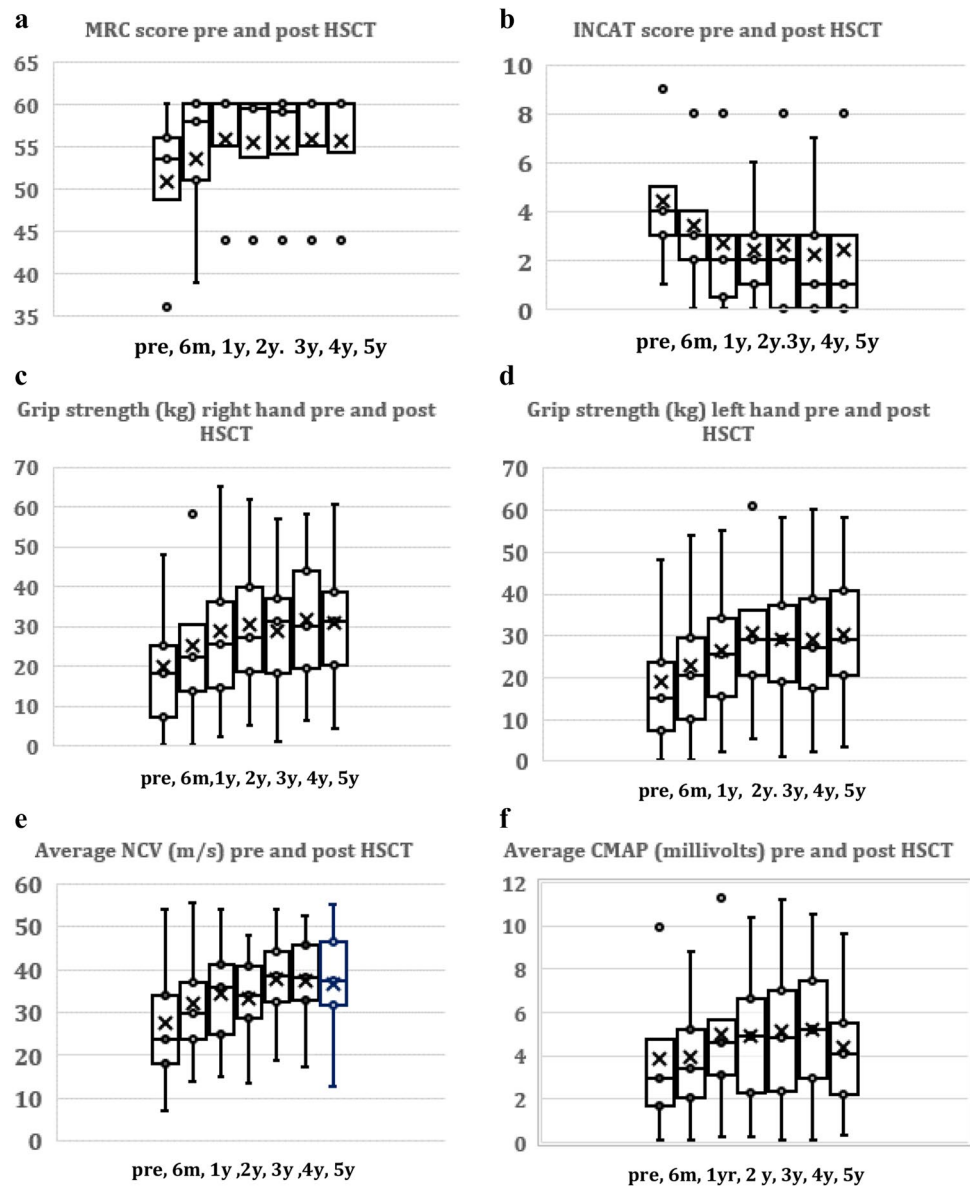 a
MRC score pre and post HSCT
65
60
55
50
45
40
35
pre, 6m, 1y, 2y. 3y, 4y, 5y
b
INCAT score pre and post HSCT
10
8
6
4
2
0
pre, 6m, 1y, 2y.3y, 4y, 5y
c
Grip strength (kg) right hand pre and post
HSCT
70
60
50
40
30
20
10
0
pre, 6m,1y, 2y, 3y, 4y, 5y
d
Grip strength (kg) left hand pre and post
HSCT
70
60
50
40
30
20
10
0
pre, 6m, 1y, 2y. 3y, 4y, 5y
e
Average NCV (m/s) pre and post HSCT
60
50
40
30
20
10
0
pre, 6m, 1y ,2y, 3y ,4y, 5y
f
Average CMAP (millivolts) pre and post HSCT
12
10
8
6
4
2
0
pre, 6m, 1yr, 2 y, 3y, 4y, 5y